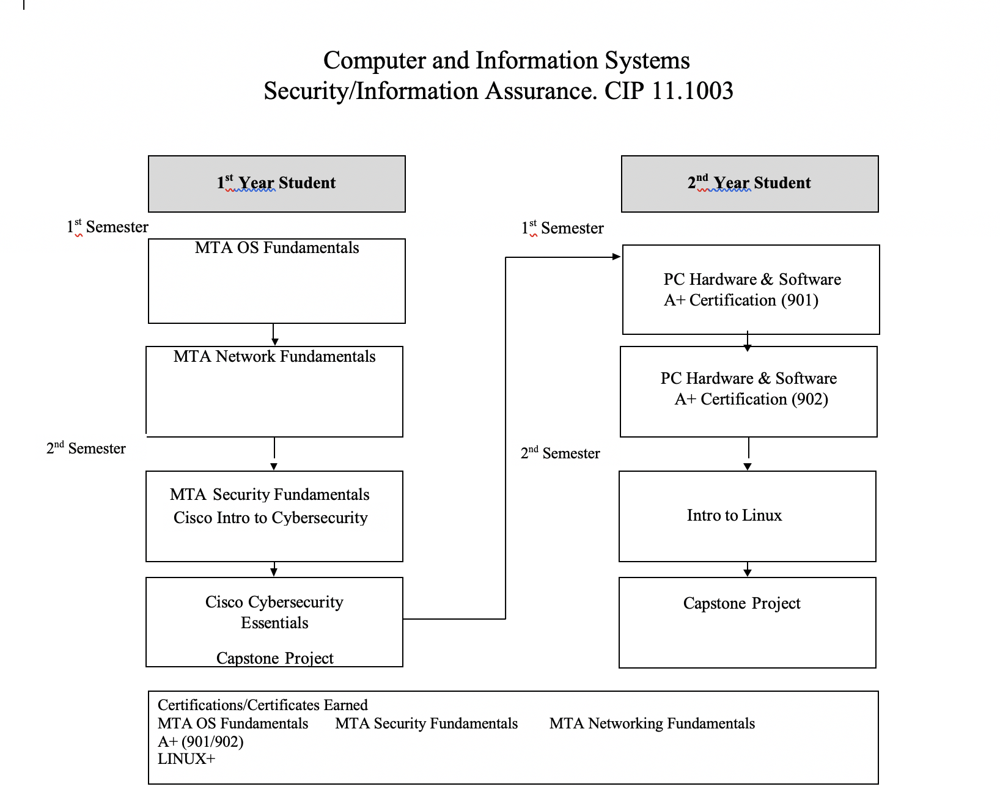 Computer and Information Systems
Security/Information Assurance. CIP 11.1003
1st Year Student
1st Semester
MTA OS Fundamentals
MTA Network Fundamentals
2nd Semester
MTA Security Fundamentals
Cisco Intro to Cybersecurity
Cisco Cybersecurity
Essentials
Capstone Project
2nd Year Student
1st Semester
PC Hardware & Software
A+ Certification (901)
PC Hardware & Software
A+ Certification (902)
2nd Semester
Intro to Linux
Capstone Project
Certifications/Certificates Earned
MTA OS Fundamentals MTA Security Fundamentals MTA Networking Fundamentals
A+ (901/902)
LINUX+